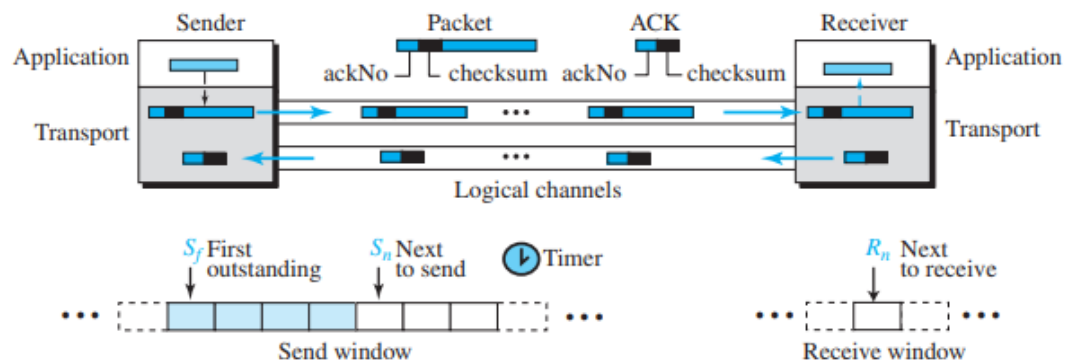 Sender
Packet
ACK
Receiver
Application
ackNo
checksum
ackNo
checksum
Application
Transport
•••
Transport
•••
Logical channels
Sf First
outstanding
Sn Next
to send
Timer
Rn Next
to receive
•••
•••
•••
•••
Send window
Receive window